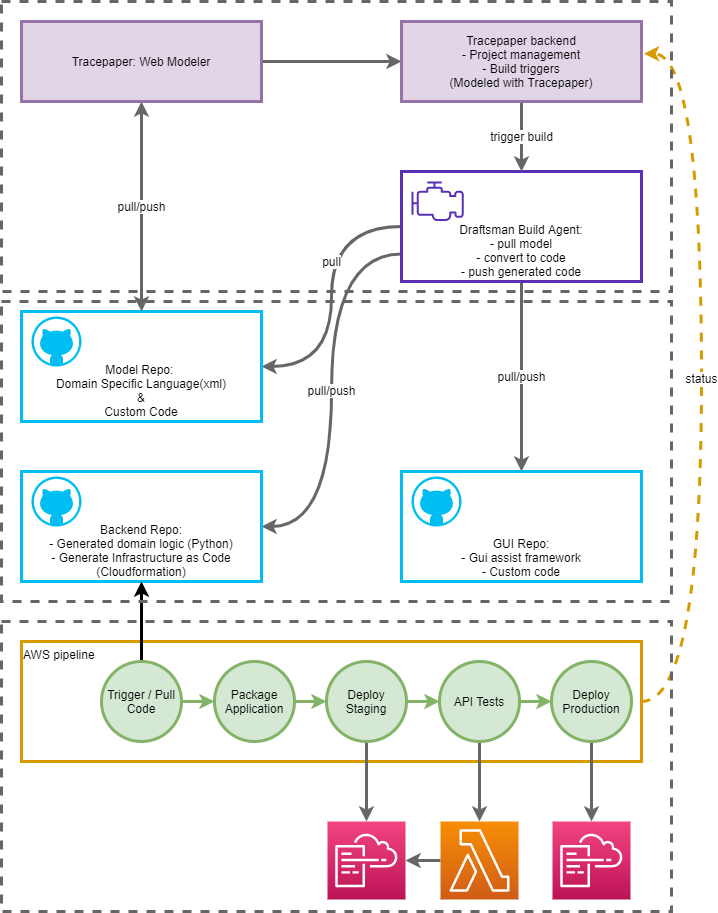 Tracepaper: Web Modeler
Tracepaper backend
- Project management
- Build triggers
(Modeled with Tracepaper)
trigger build
pull/push
Draftsman Build Agent:
- pull model
- convert to code
- push generated code
pull
Model Repo:
Domain Specific Language(xml)
&
Custom Code
pull/push
pull/push
status
Backend Repo:
- Generated domain logic (Python)
- Generate Infrastructure as Code
(Cloudformation)
GUI Repo:
- Gui assist framework
- Custom code
AWS pipeline
Trigger / Pull
Code
Package
Application
Deploy
Staging
API Tests
Deploy
Production